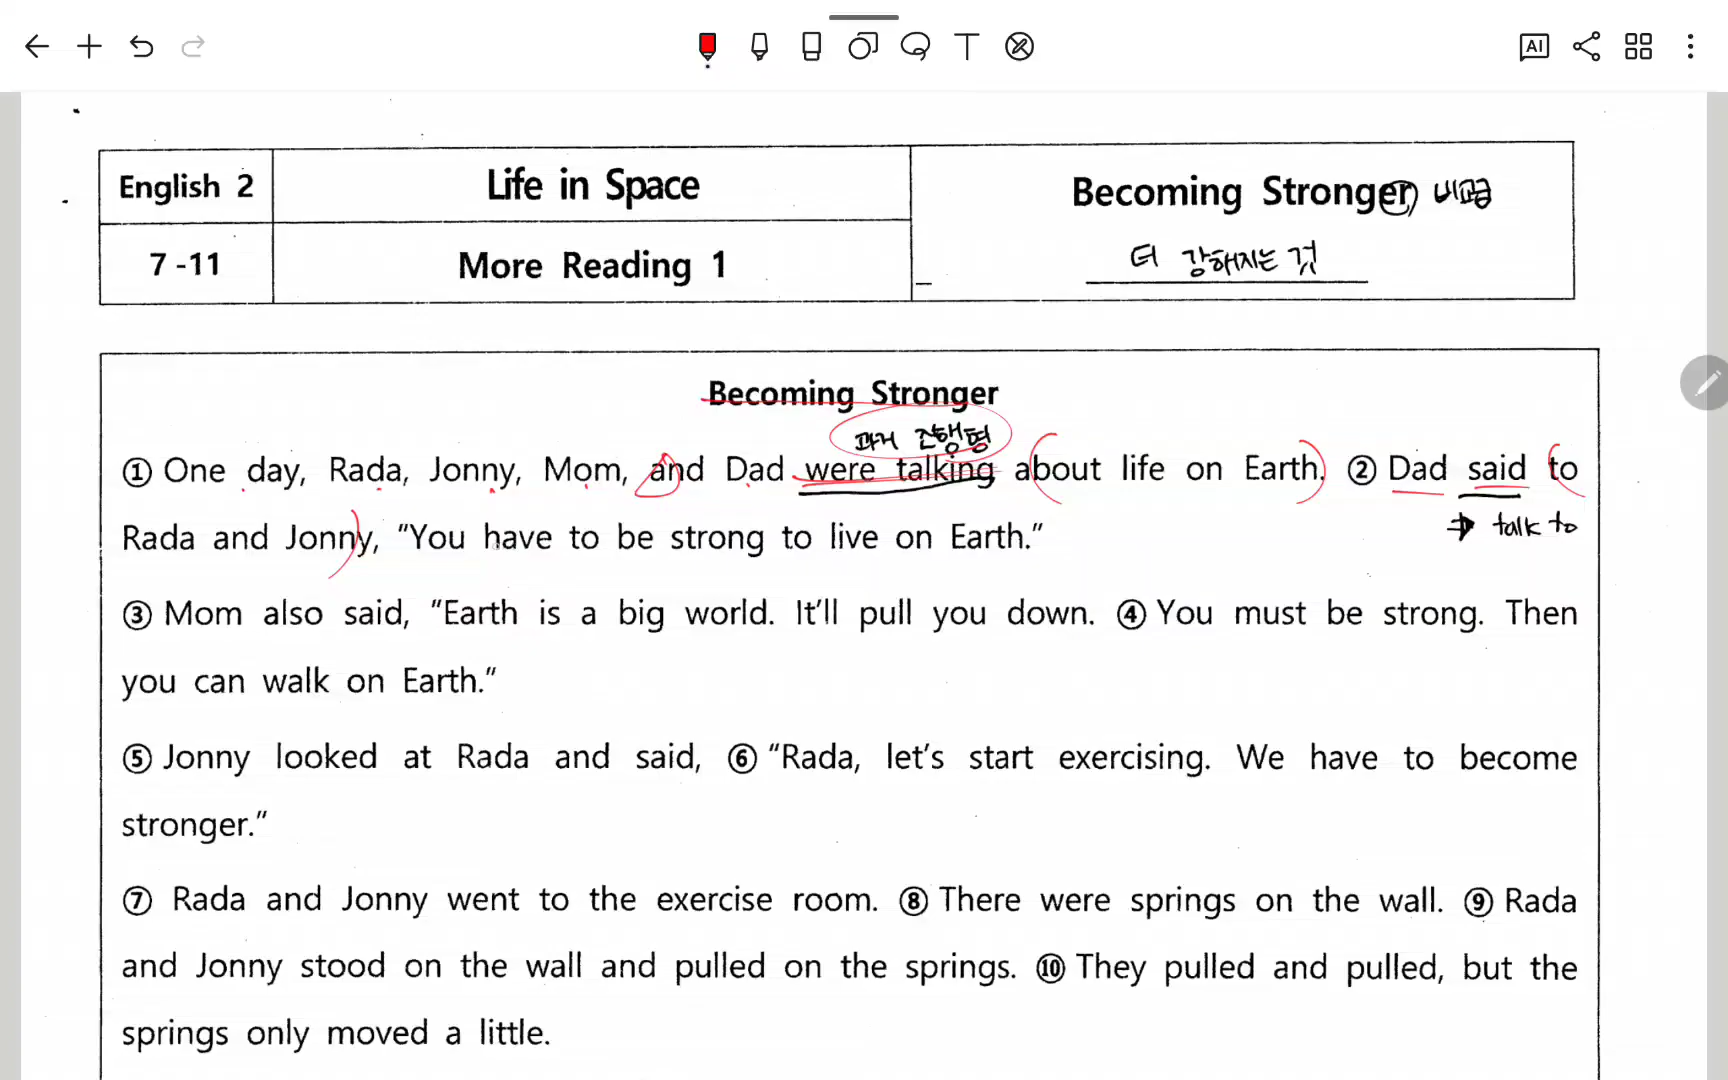 AI
English 2
Life in Space
Becoming Stronger 비교급
7 -11
More Reading 1
더 강해지는 것
Becoming Stronger
과거 진행형
① One day, Rada, Jonny, Mom, and Dad were talking about life on Earth. ② Dad said to
Rada and Jonny, "You have to be strong to live on Earth."
→ talk to
③ Mom also said, "Earth is a big world. It'll pull you down. ④ You must be strong. Then
you can walk on Earth."
⑤ Jonny looked at Rada and said, ⑥ "Rada, let's start exercising. We have to become
stronger."
⑦ Rada and Jonny went to the exercise room. ⑧ There were springs on the wall. ⑨ Rada
and Jonny stood on the wall and pulled on the springs. ⑩ They pulled and pulled, but the
springs only moved a little.